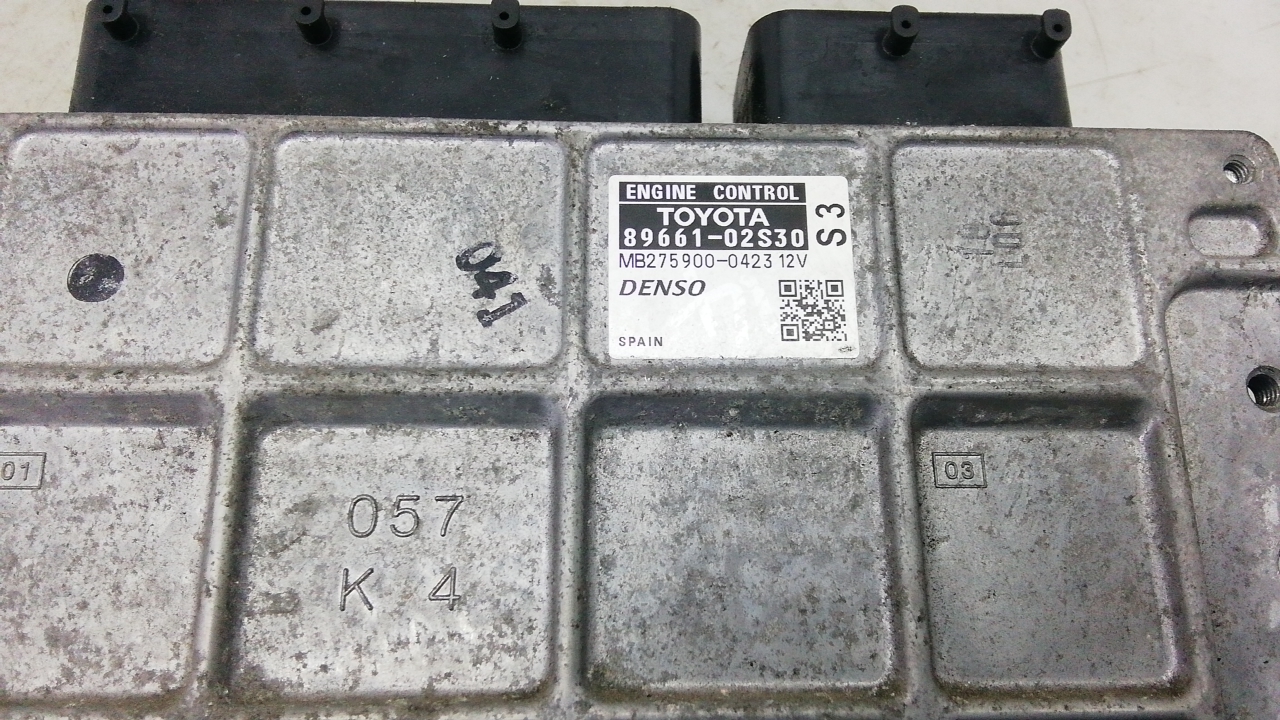 ENGINE CONTROL
TOYOTA
89661-02S30
S3
MB275900-0423 12V
DENSO
SPAIN
041
01
03
057
K 4